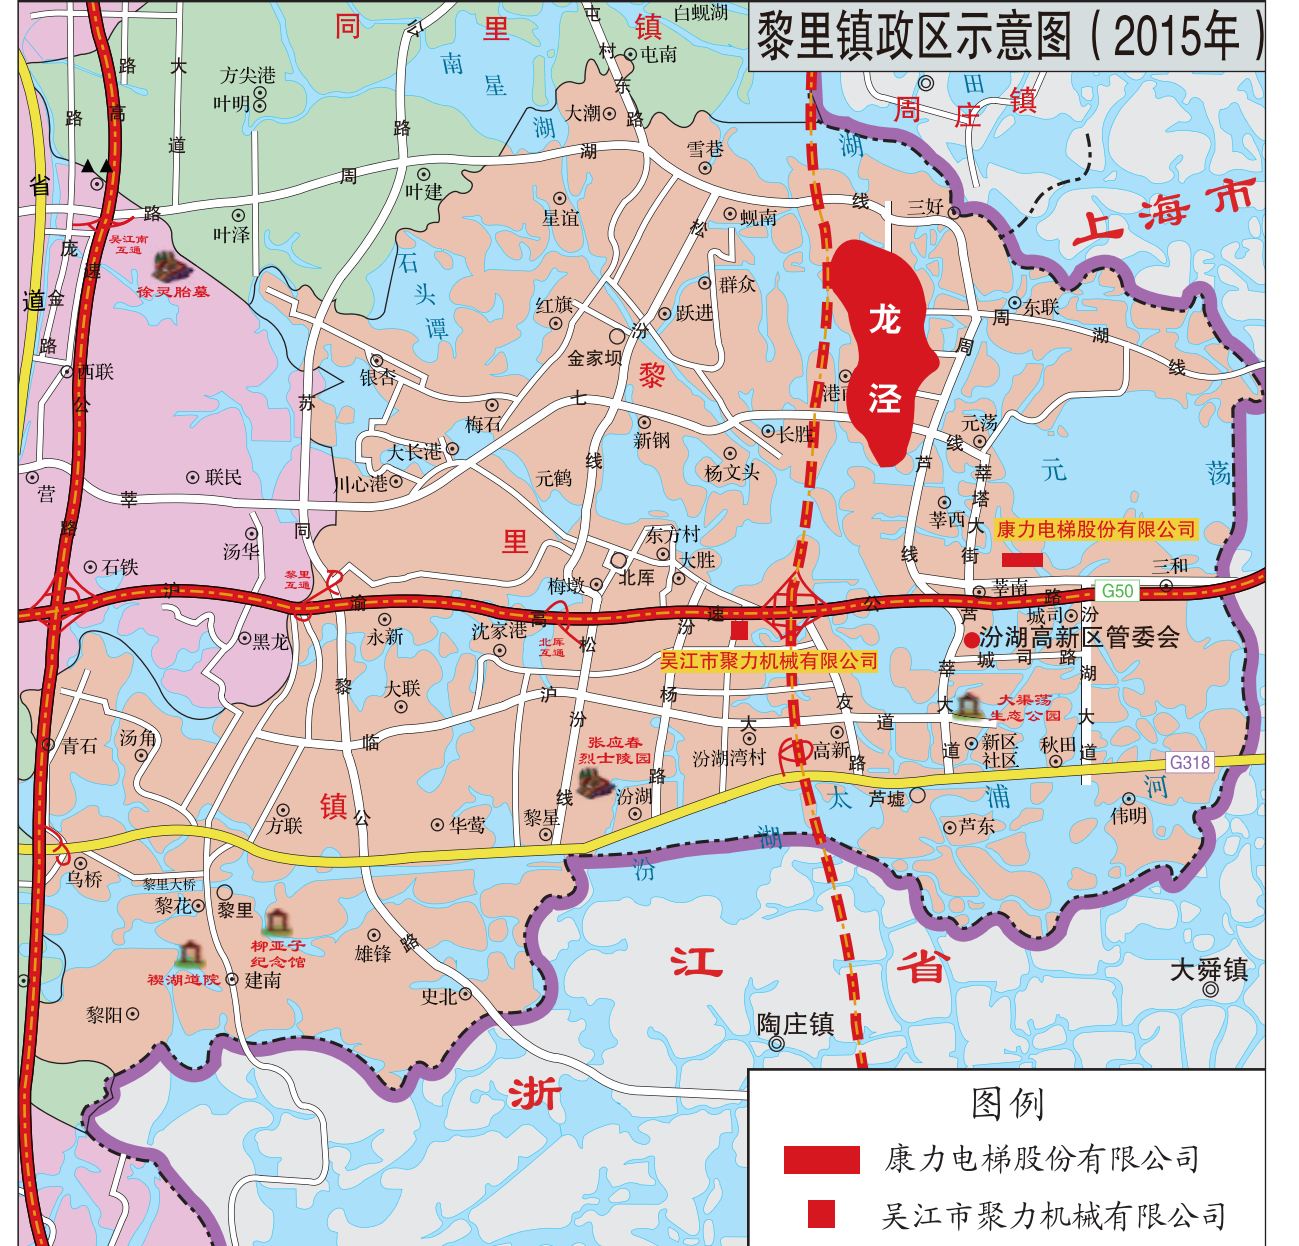 黎里镇政区示意图（2015年）
同里镇
白蚬湖
屯村东路
屯南
南星湖
方尖港
叶明
大道
路
路
高
大潮
湖
雪巷
周庄镇
田
湖
上海市
省道
周
路
叶建
叶泽
星谊
蚬南
线
三好
松
庞金路
速
吴江南
互通
徐灵胎墓
石头潭
群众
红旗
跃进
汾
金家坝
龙泾
东联
周
周
湖
线
西联
公
银杏
苏
黎
七
梅石
港南
新钢
长胜
元荡
线
大长港
杨文头
芦
莘塔大街
元荡
营
联民
川心港
元鹤
线
莘
路
同
里
莘西
康力电梯股份有限公司
东方村
大胜
汤华
石铁
沪
黎里
互通
渝
梅墩
北厍
线
三和
G50
莘南
路
高
速
公
芦
城司
汾
永新
沈家港
北厍
互通
松
汾
汾湖高新区管委会
黑龙
吴江市聚力机械有限公司
城司路
莘
湖
黎
大联
沪
杨
友
大渠荡
生态公园
大
道
大
道
大
道
青石
汤角
临
汾
张应春
烈士陵园
汾湖湾村
高新
路
新区
社区
秋田
G318
路
线
汾湖
太浦河
芦墟
方联
镇
公
华莺
黎星
芦东
伟明
湖
汾
乌桥
黎里大桥
黎花
黎里
柳亚子
纪念馆
雄锋
路
江
省
大舜镇
禊湖道院
建南
史北
黎阳
陶庄镇
浙
图例
康力电梯股份有限公司
吴江市聚力机械有限公司